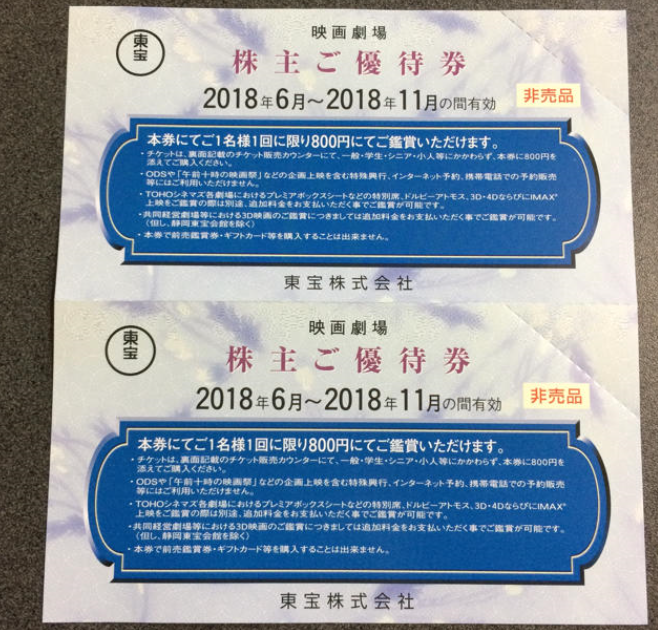 映画劇場
東宝
株主ご優待券
2018年6月～2018年11月の間有効
非売品
本券にてご1名様1回に限り800円にてご鑑賞いただけます。
・チケットは、裏面記載のチケット販売カウンターにて、一般・学生・シニア・小人等にかかわらず、本券に800円を
添えてご購入ください。
・ODSや「午前十時の映画祭」などの企画上映を含む特殊興行、インターネット予約、携帯電話での予約販売
等にはご利用いただけません。
・TOHOシネマズ各劇場におけるプレミアボックスシートなどの特別席、ドルビーアトモス、3D・4DならびにIMAX®
上映をご鑑賞の際は別途、追加料金をお支払いただく事でご鑑賞が可能です。
・共同経営劇場等における3D映画のご鑑賞につきましては追加料金をお支払いただく事でご鑑賞が可能です。
（但し、静岡東宝会館を除く）
・本券で前売鑑賞券・ギフトカード等を購入することは出来ません。
東宝株式会社
映画劇場
東宝
株主ご優待券
2018年6月～2018年11月の間有効
非売品
本券にてご1名様1回に限り800円にてご鑑賞いただけます。
・チケットは、裏面記載のチケット販売カウンターにて、一般・学生・シニア・小人等にかかわらず、本券に800円を
添えてご購入ください。
・ODSや「午前十時の映画祭」などの企画上映を含む特殊興行、インターネット予約、携帯電話での予約販売
等にはご利用いただけません。
・TOHOシネマズ各劇場におけるプレミアボックスシートなどの特別席、ドルビーアトモス、3D・4DならびにIMAX®
上映をご鑑賞の際は別途、追加料金をお支払いただく事でご鑑賞が可能です。
・共同経営劇場等における3D映画のご鑑賞につきましては追加料金をお支払いただく事でご鑑賞が可能です。
（但し、静岡東宝会館を除く）
・本券で前売鑑賞券・ギフトカード等を購入することは出来ません。
東宝株式会社